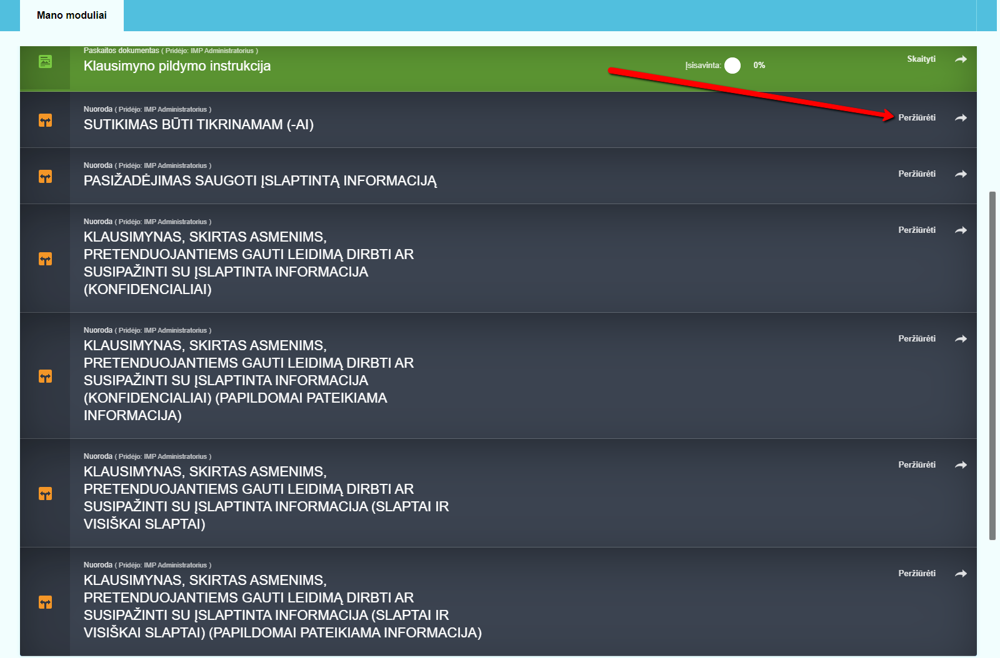 Mano moduliai
Paskaitos dokumentas ( Pridėjo: IMP Administratorius )
Klausimyno pildymo instrukcija
Įsisavinta: 0%
Skaityti
Nuoroda ( Pridėjo: IMP Administratorius )
SUTIKIMAS BŪTI TIKRINAMAM (-AI)
Peržiūrėti
Nuoroda ( Pridėjo: IMP Administratorius )
PASIŽADĖJIMAS SAUGOTI ĮSLAPTINTĄ INFORMACIJĄ
Peržiūrėti
Nuoroda ( Pridėjo: IMP Administratorius )
KLAUSIMYNAS, SKIRTAS ASMENIMS,
PRETENDUOJANTIEMS GAUTI LEIDIMĄ DIRBTI AR
SUSIPAŽINTI SU ĮSLAPTINTA INFORMACIJA
(KONFIDENCIALIAI)
Peržiūrėti
Nuoroda ( Pridėjo: IMP Administratorius )
KLAUSIMYNAS, SKIRTAS ASMENIMS,
PRETENDUOJANTIEMS GAUTI LEIDIMĄ DIRBTI AR
SUSIPAŽINTI SU ĮSLAPTINTA INFORMACIJA
(KONFIDENCIALIAI) (PAPILDOMAI PATEIKIAMA
INFORMACIJA)
Peržiūrėti
Nuoroda ( Pridėjo: IMP Administratorius )
KLAUSIMYNAS, SKIRTAS ASMENIMS,
PRETENDUOJANTIEMS GAUTI LEIDIMĄ DIRBTI AR
SUSIPAŽINTI SU ĮSLAPTINTA INFORMACIJA (SLAPTAI IR
VISIŠKAI SLAPTAI)
Peržiūrėti
Nuoroda ( Pridėjo: IMP Administratorius )
KLAUSIMYNAS, SKIRTAS ASMENIMS,
PRETENDUOJANTIEMS GAUTI LEIDIMĄ DIRBTI AR
SUSIPAŽINTI SU ĮSLAPTINTA INFORMACIJA (SLAPTAI IR
VISIŠKAI SLAPTAI) (PAPILDOMAI PATEIKIAMA INFORMACIJA)
Peržiūrėti